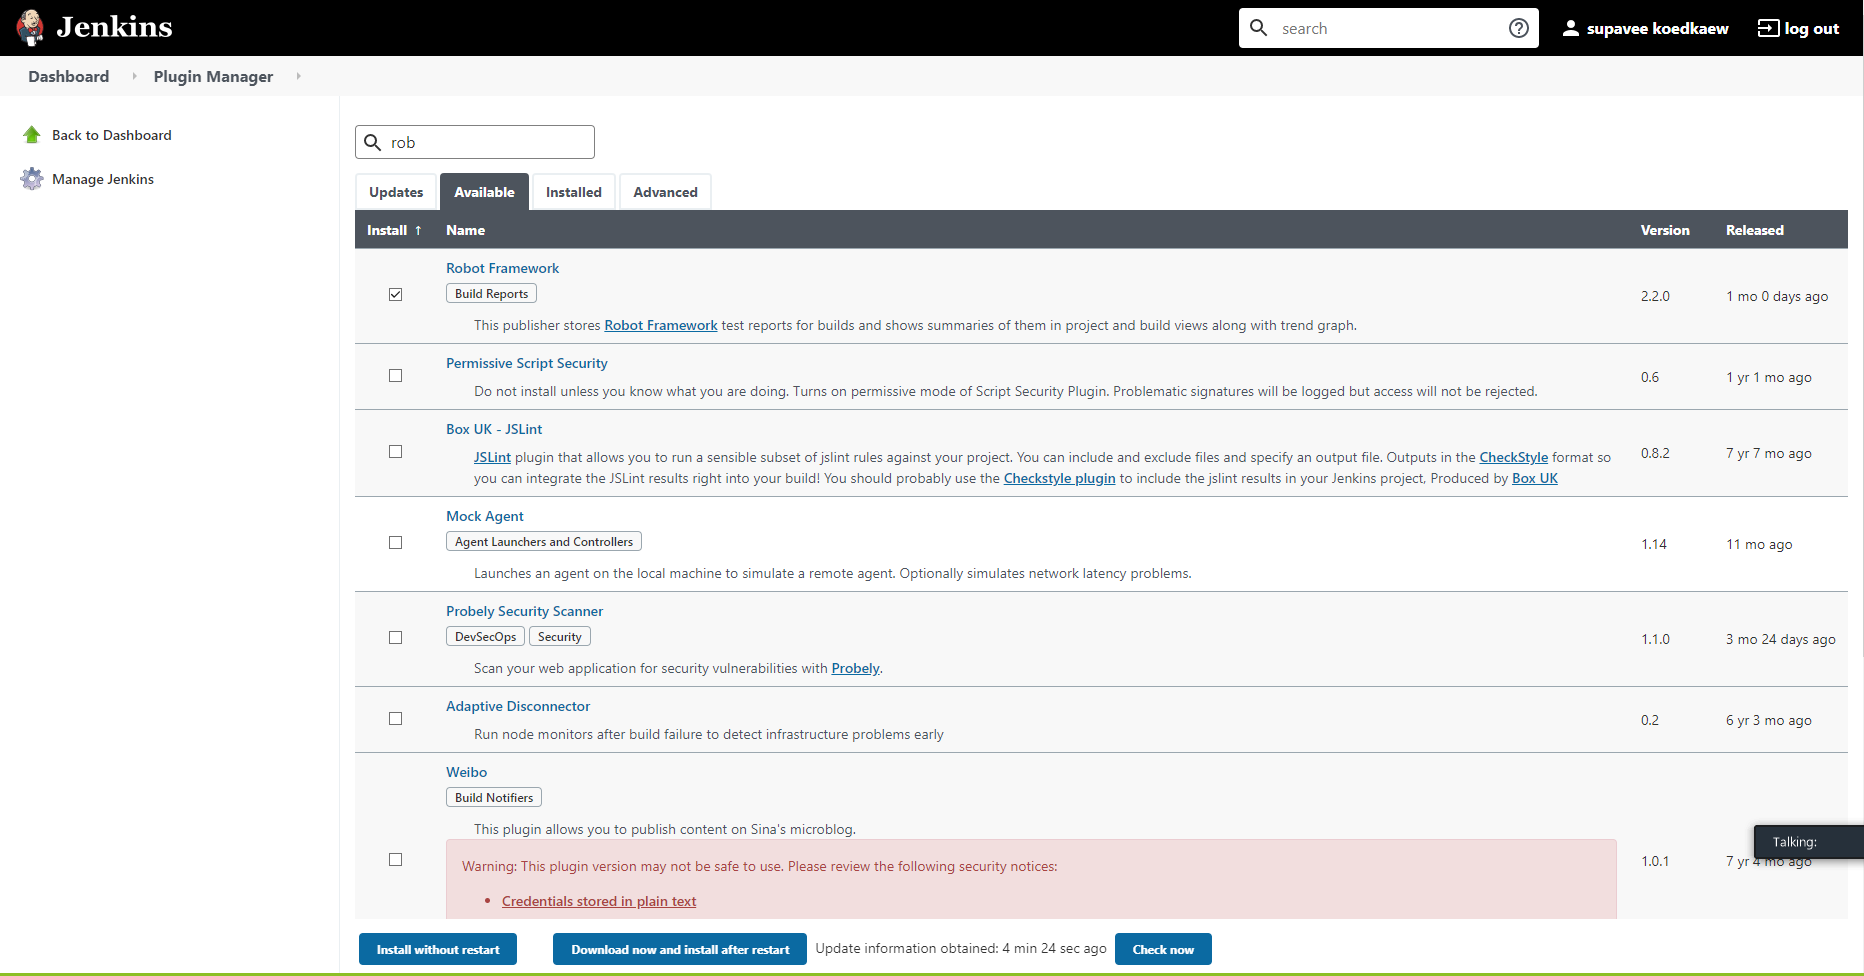 Jenkins
search
supavee koedkaew
log out
Dashboard
Plugin Manager
Back to Dashboard
Manage Jenkins
rob
Updates
Available
Installed
Advanced
Install ↑ Name Version Released
Robot Framework
Build Reports
2.2.0
1 mo 0 days ago
This publisher stores Robot Framework test reports for builds and shows summaries of them in project and build views along with trend graph.
Permissive Script Security
0.6
1 yr 1 mo ago
Do not install unless you know what you are doing. Turns on permissive mode of Script Security Plugin. Problematic signatures will be logged but access will not be rejected.
Box UK - JSLint
JSLint plugin that allows you to run a sensible subset of jslint rules against your project. You can include and exclude files and specify an output file. Outputs in the CheckStyle format so
0.8.2
7 yr 7 mo ago
you can integrate the JSLint results right into your build! You should probably use the Checkstyle plugin to include the jslint results in your Jenkins project, Produced by Box UK
Mock Agent
Agent Launchers and Controllers
1.14
11 mo ago
Launches an agent on the local machine to simulate a remote agent. Optionally simulates network latency problems.
Probely Security Scanner
DevSecOps
Security
1.1.0
3 mo 24 days ago
Scan your web application for security vulnerabilities with Probely.
Adaptive Disconnector
0.2
6 yr 3 mo ago
Run node monitors after build failure to detect infrastructure problems early
Weibo
Build Notifiers
This plugin allows you to publish content on Sina's microblog.
Talking:
1.0.1
7 yr 4 mo ago
Warning: This plugin version may not be safe to use. Please review the following security notices:
• Credentials stored in plain text
Install without restart
Download now and install after restart
Update information obtained: 4 min 24 sec ago
Check now